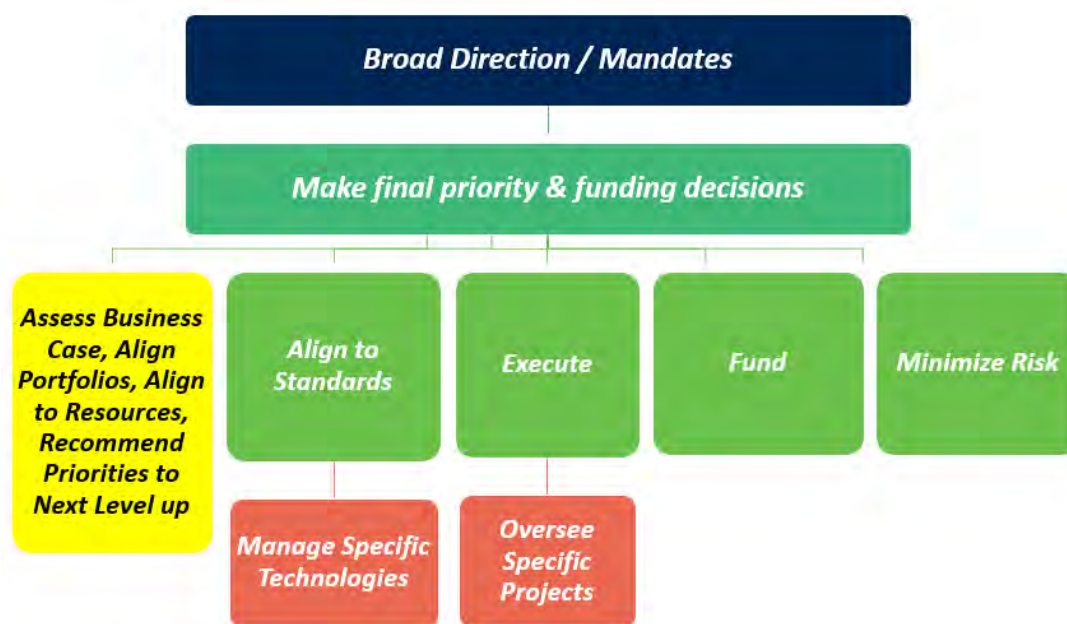 Broad Direction / Mandates
Make final priority & funding decisions
Assess Business
Case, Align
Portfolios, Align
to Resources,
Recommend
Priorities to
Next Level up
Align to
Standards
Execute
Fund
Minimize Risk
Manage Specific
Technologies
Oversee
Specific
Projects